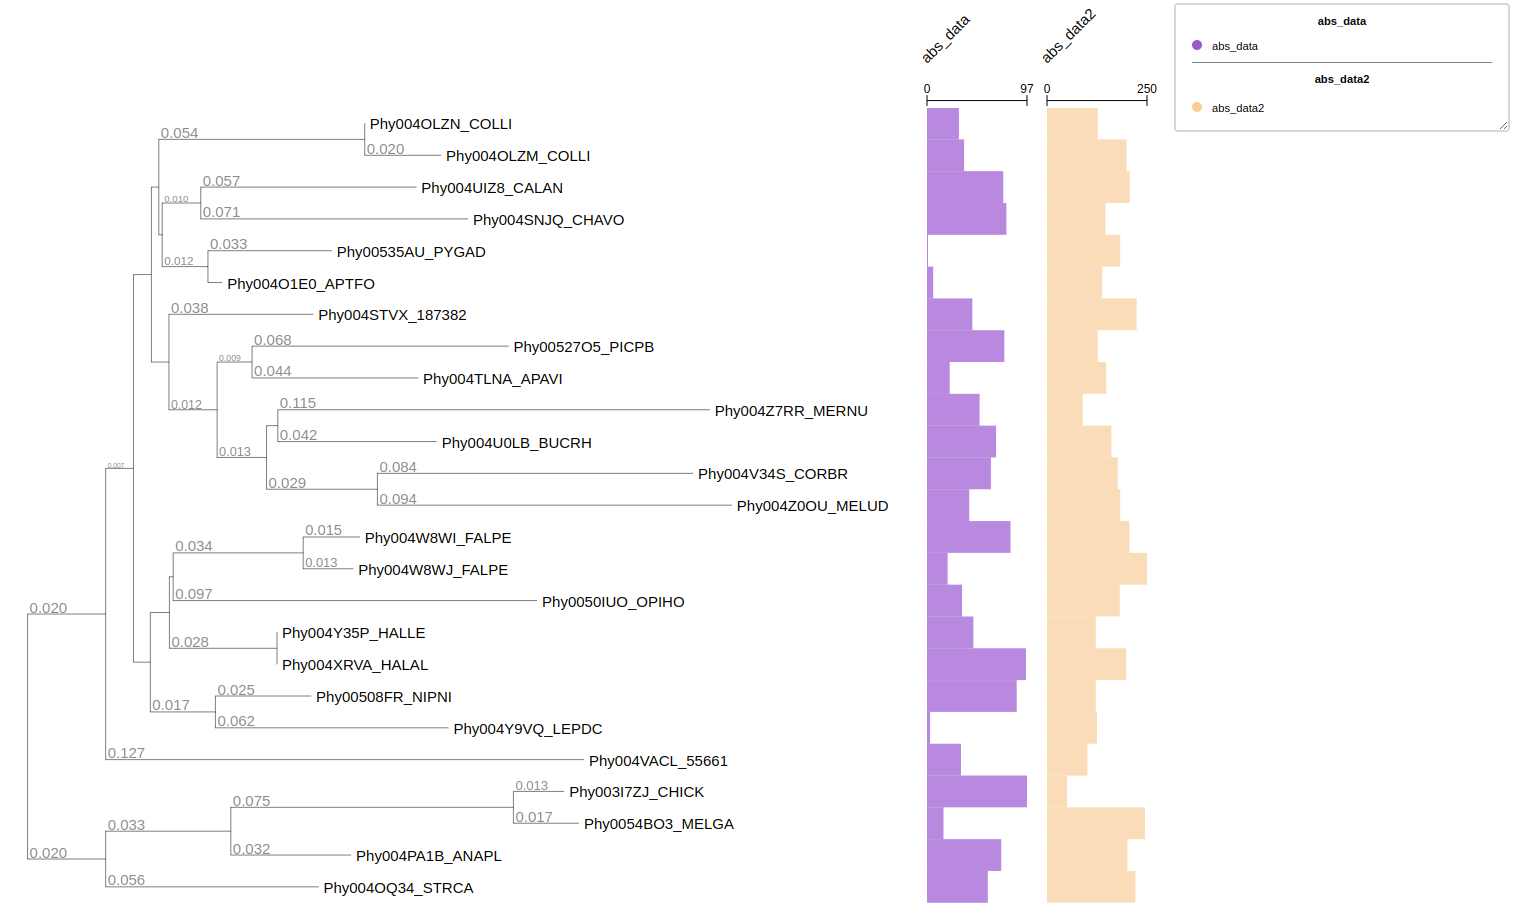 abs_data
abs_data2
0
97
0
250
abs_data
abs_data
abs_data2
abs_data2
Phy004OLZN_COLLI
0.054
0.020
Phy004OLZM_COLLI
0.057
Phy004UIZ8_CALAN
0.010
0.071
Phy004SNJQ_CHAVO
0.033
Phy00535AU_PYGAD
0.012
Phy004O1E0_APTFO
0.038
Phy004STVX_187382
0.068
Phy00527O5_PICPB
0.009
0.044
Phy004TLNA_APAVI
0.012
0.115
Phy004Z7RR_MERNU
0.042
Phy004U0LB_BUCRH
0.013
0.084
Phy004V34S_CORBR
0.007
0.029
0.094
Phy004Z0OU_MELUD
0.015
Phy004W8WI_FALPE
0.034
0.013
Phy004W8WJ_FALPE
0.097
Phy0050IUO_OPIHO
0.020
Phy004Y35P_HALLE
0.028
Phy004XRVA_HALAL
0.025
Phy00508FR_NIPNI
0.017
0.062
Phy004Y9VQ_LEPDC
0.127
Phy004VACL_55661
0.013
Phy003I7ZJ_CHICK
0.075
0.017
Phy0054BO3_MELGA
0.033
0.032
Phy004PA1B_ANAPL
0.020
0.056
Phy004OQ34_STRCA